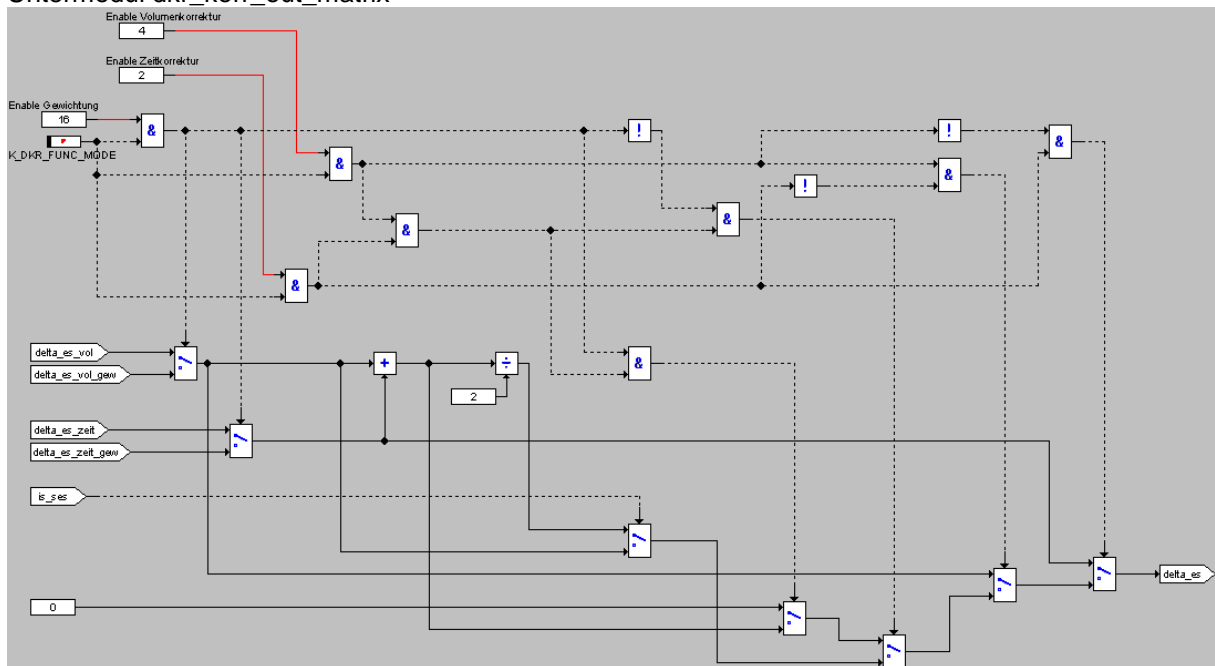 Untermodul dkr_korr_out_matrix
Enable Volumenkorrektur
4
Enable Zeitkorrektur
2
Enable Gewichtung
16
K_DKR_FUNC_MODE
&
!
!
&
&
&
!
&
&
&
&
delta_es_vol
delta_es_vol_gew
+
÷
&
2
delta_es_zeit
delta_es_zeit_gew
is_ses
delta_es
0